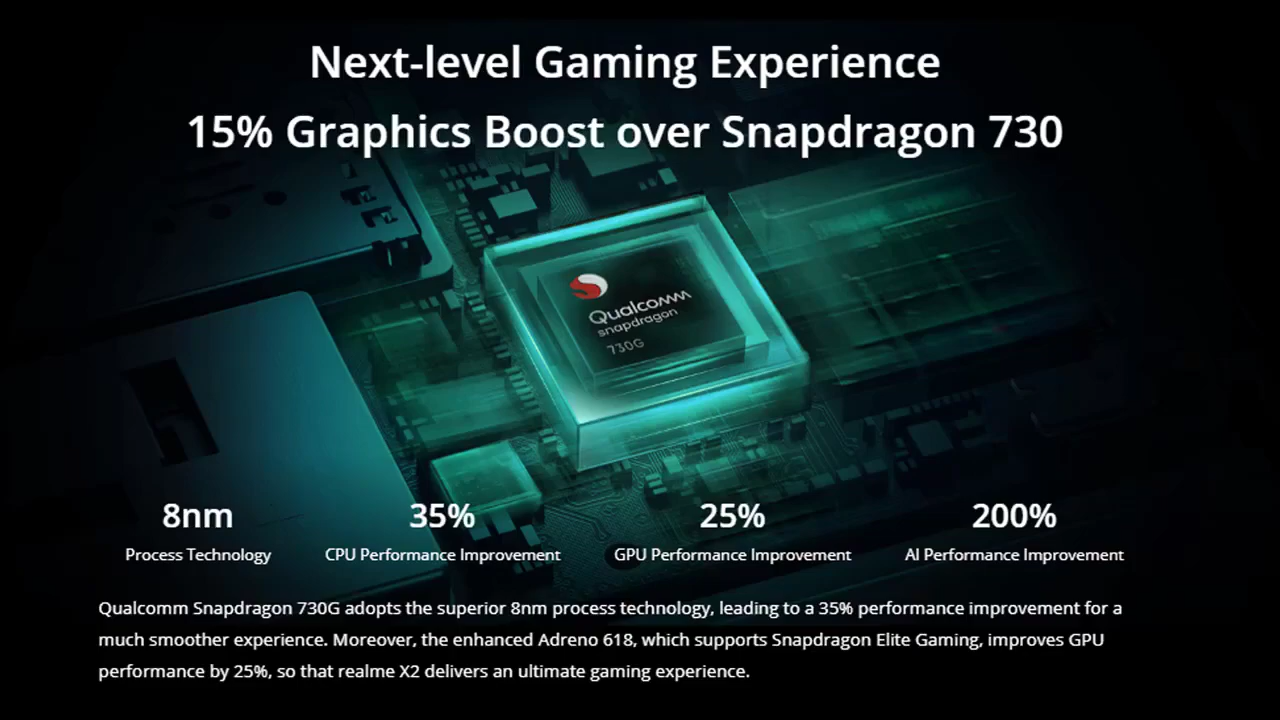 Next-level Gaming Experience
15% Graphics Boost over Snapdragon 730
Qualcomm
snapdragon
730G
8nm
Process Technology
35%
CPU Performance Improvement
25%
GPU Performance Improvement
200%
AI Performance Improvement
Qualcomm Snapdragon 730G adopts the superior 8nm process technology, leading to a 35% performance improvement for a
much smoother experience. Moreover, the enhanced Adreno 618, which supports Snapdragon Elite Gaming, improves GPU
performance by 25%, so that realme X2 delivers an ultimate gaming experience.